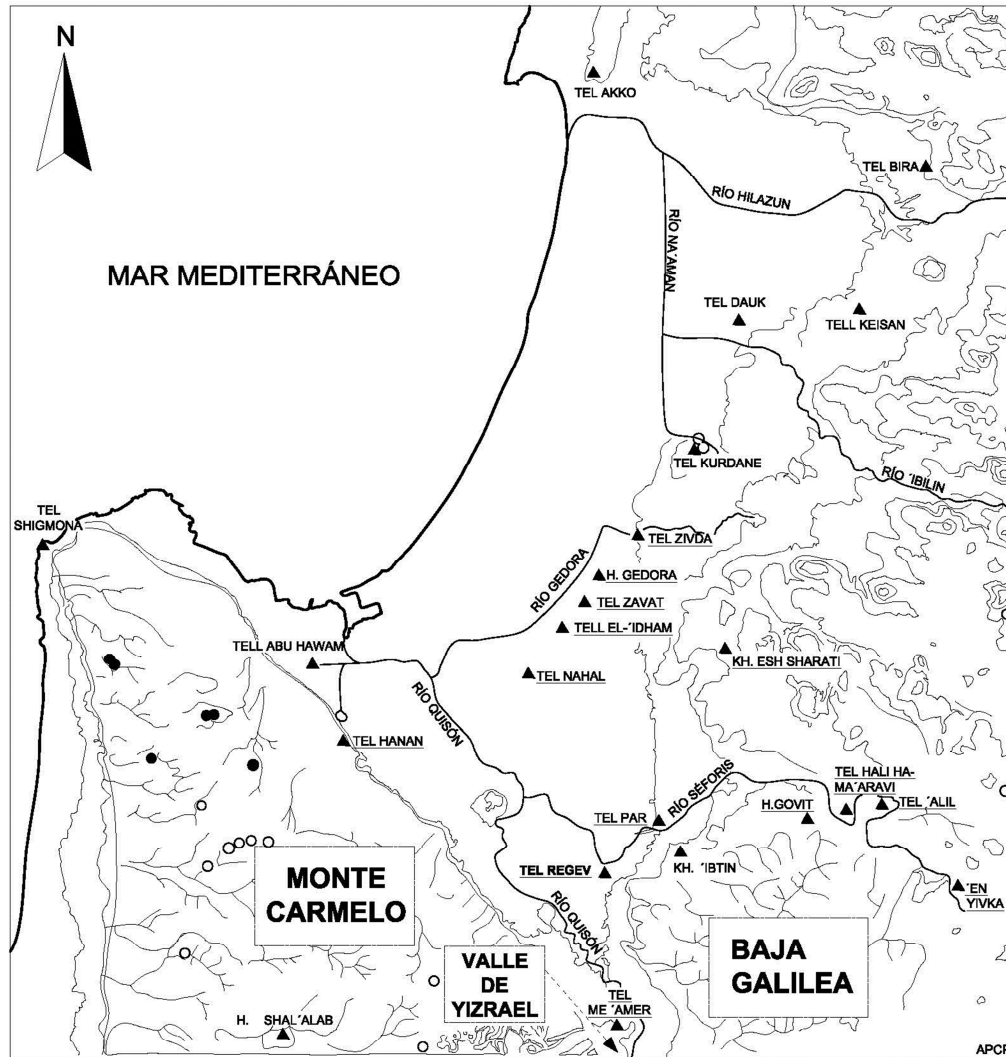 N
TEL AKKO
TEL BIRA
RÍO HILAZUN
RÍO NA´AMAN
MAR MEDITERRÁNEO
TEL DAUK
TELL KEISAN
TEL KURDANE
RÍO ´IBILIN
TEL
SHIGMONA
TEL ZIVDA
RÍO GEDORA
H. GEDORA
TEL ZAVAT
TELL EL-´IDHAM
TELL ABU HAWAM
KH. ESH SHARATI
TEL NAHAL
RÍO QUISÓN
TEL HANAN
RÍO SÉFORIS
TEL HALI HA-
MA´ARAVI
TEL PAR
H.GOVIT
TEL ´ALIL
KH. ´IBTIN
TEL REGEV
MONTE
CARMELO
´EN
YIVKA
RÍO QUISÓN
BAJA
GALILEA
VALLE
DE
YIZRAEL
TEL
ME ´AMER
H. SHAL´ALAB